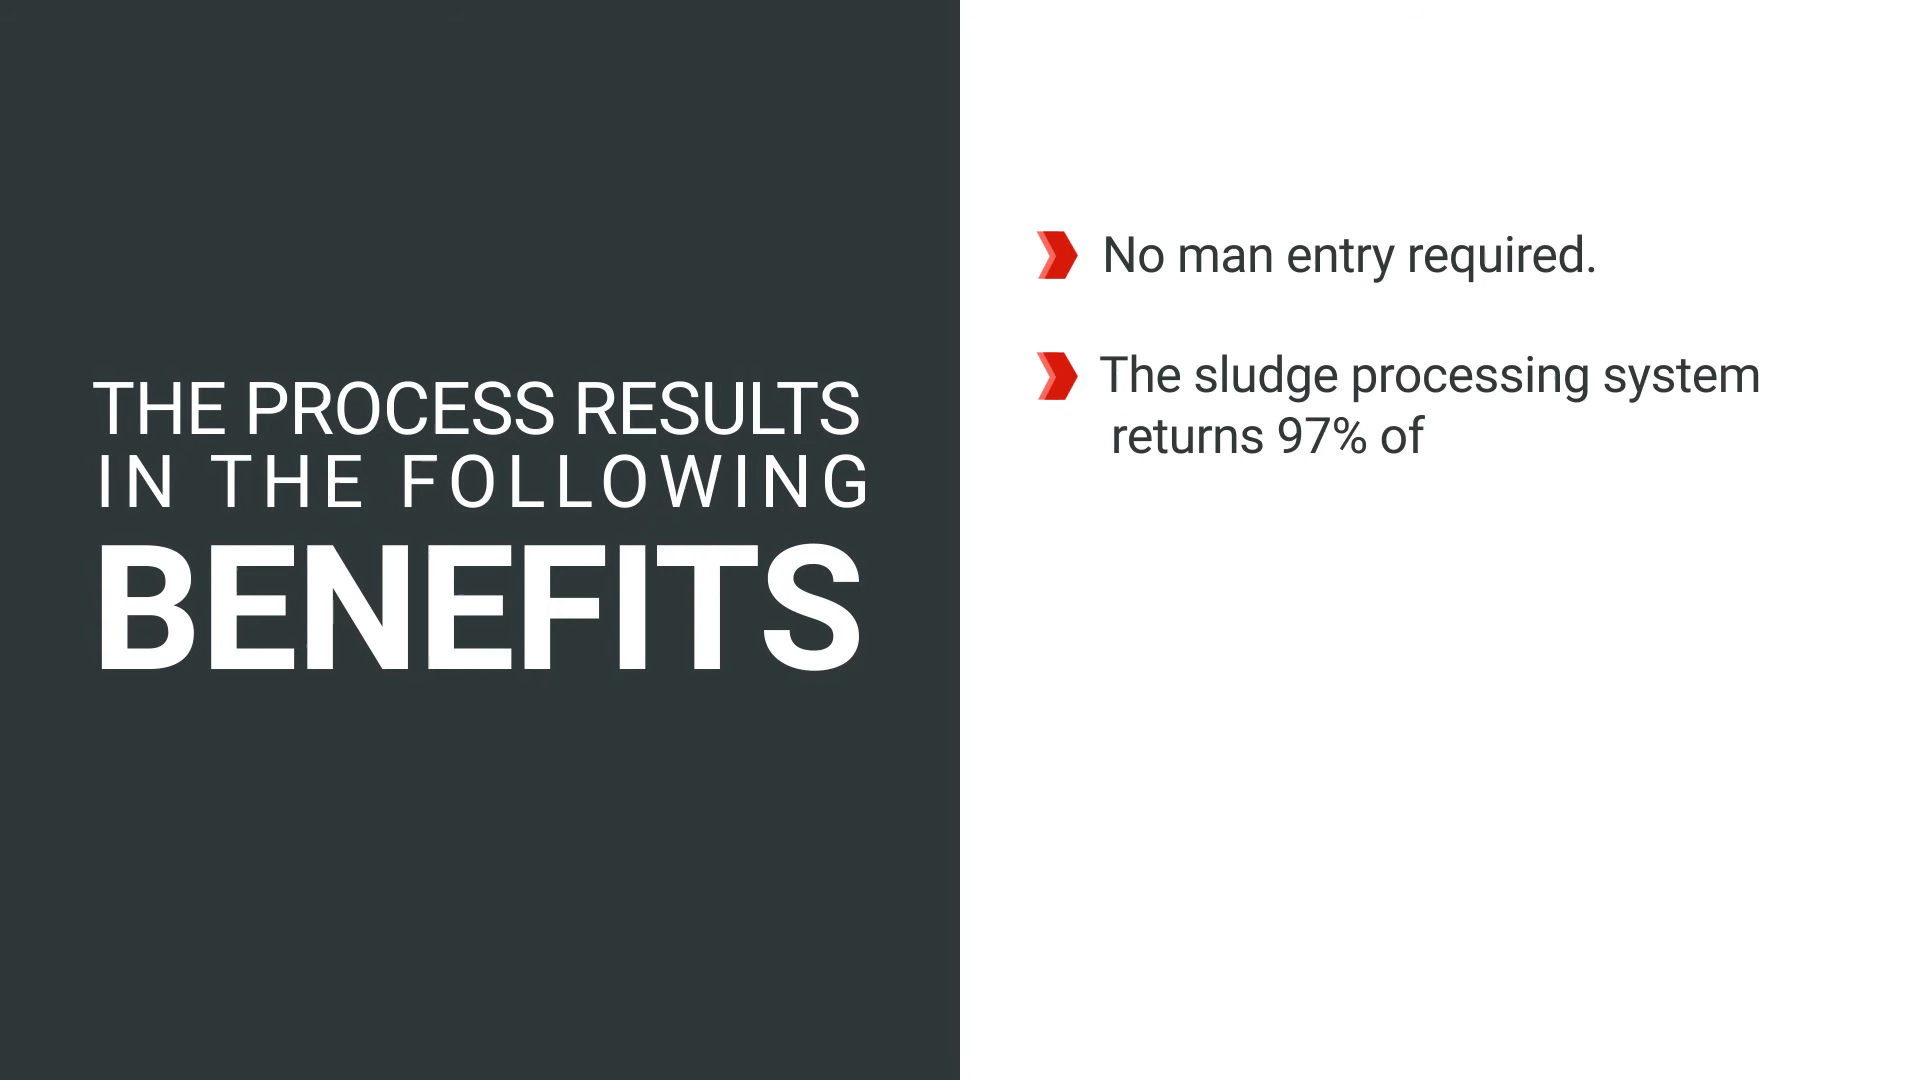 THE PROCESS RESULTS
IN THE FOLLOWING
BENEFITS
No man entry required.
The sludge processing system
returns 97% of